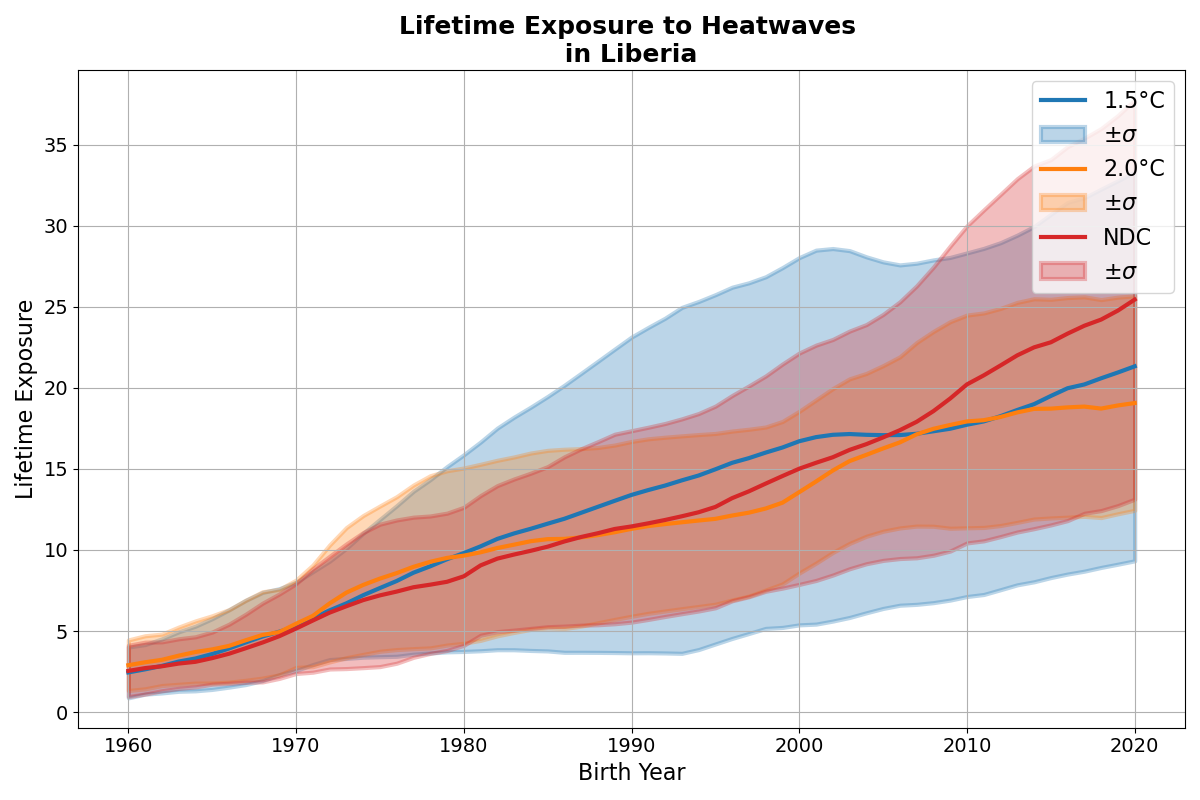 Lifetime Exposure to Heatwaves
in Liberia
1.5°C
±σ
2.0°C
±σ
NDC
±σ
Lifetime Exposure
35
30
25
20
15
10
5
0
1960 1970 1980 1990 2000 2010 2020
Birth Year